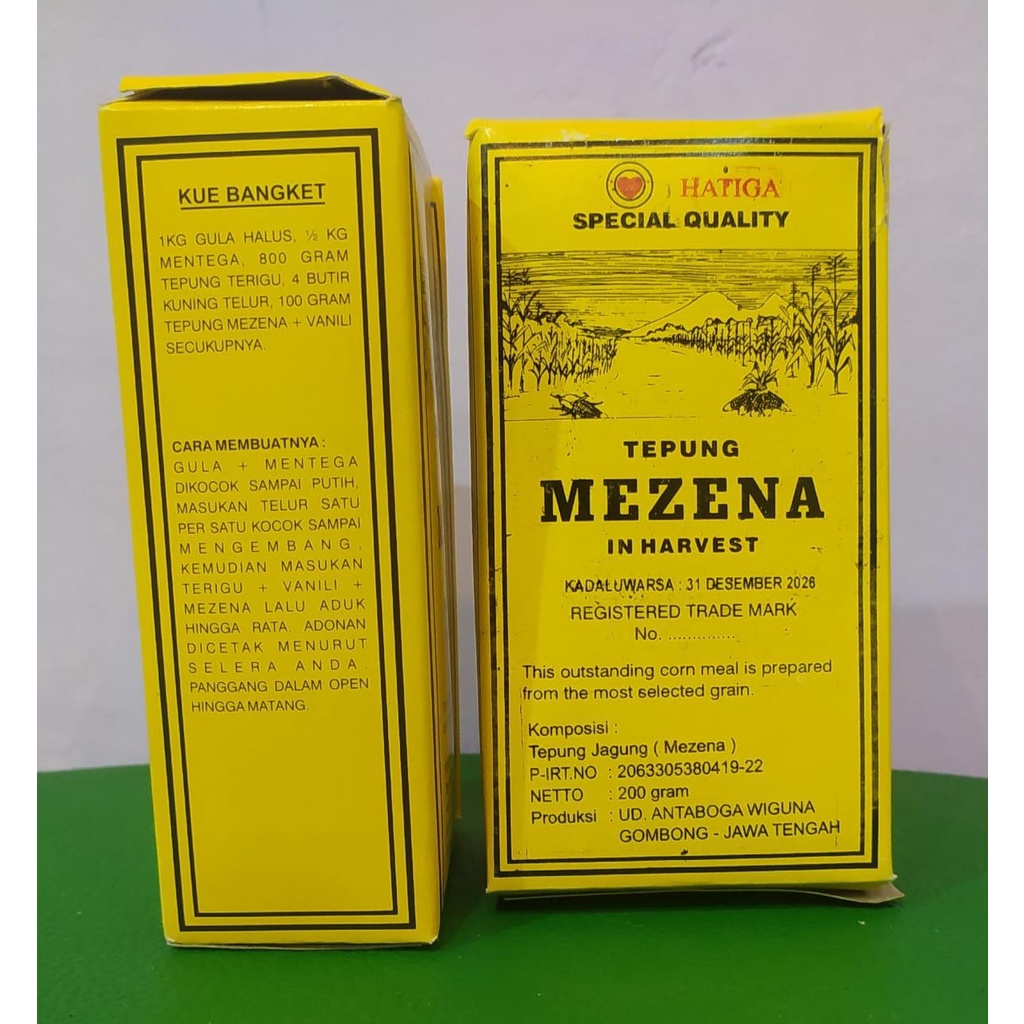 KUE BANGKET
1KG GULA HALUS, ½ KG
MENTEGA, 800 GRAM
TEPUNG TERIGU, 4 BUTIR
KUNING TELUR, 100 GRAM
TEPUNG MEZENA + VANILI
SECUKUPNYA.
CARA MEMBUATNYA :
GULA + MENTEGA
DIKOCOK SAMPAI PUTIH,
MASUKAN TELUR SATU
PER SATU KOCOK SAMPAI
MENGEMBANG,
KEMUDIAN MASUKAN
TERIGU + VANILI +
MEZENA LALU ADUK
HINGGA RATA. ADONAN
DICETAK MENURUT
SELERA ANDA.
PANGGANG DALAM OPEN
HINGGA MATANG.
HATIGA
SPECIAL QUALITY
TEPUNG
MEZENA
IN HARVEST
KADALUWARSA : 31 DESEMBER 2026
REGISTERED TRADE MARK
No. ..............
This outstanding corn meal is prepared
from the most selected grain.
Komposisi :
Tepung Jagung ( Mezena )
P-IRT.NO : 2063305380419-22
NETTO : 200 gram
Produksi : UD. ANTABOGA WIGUNA
GOMBONG - JAWA TENGAH